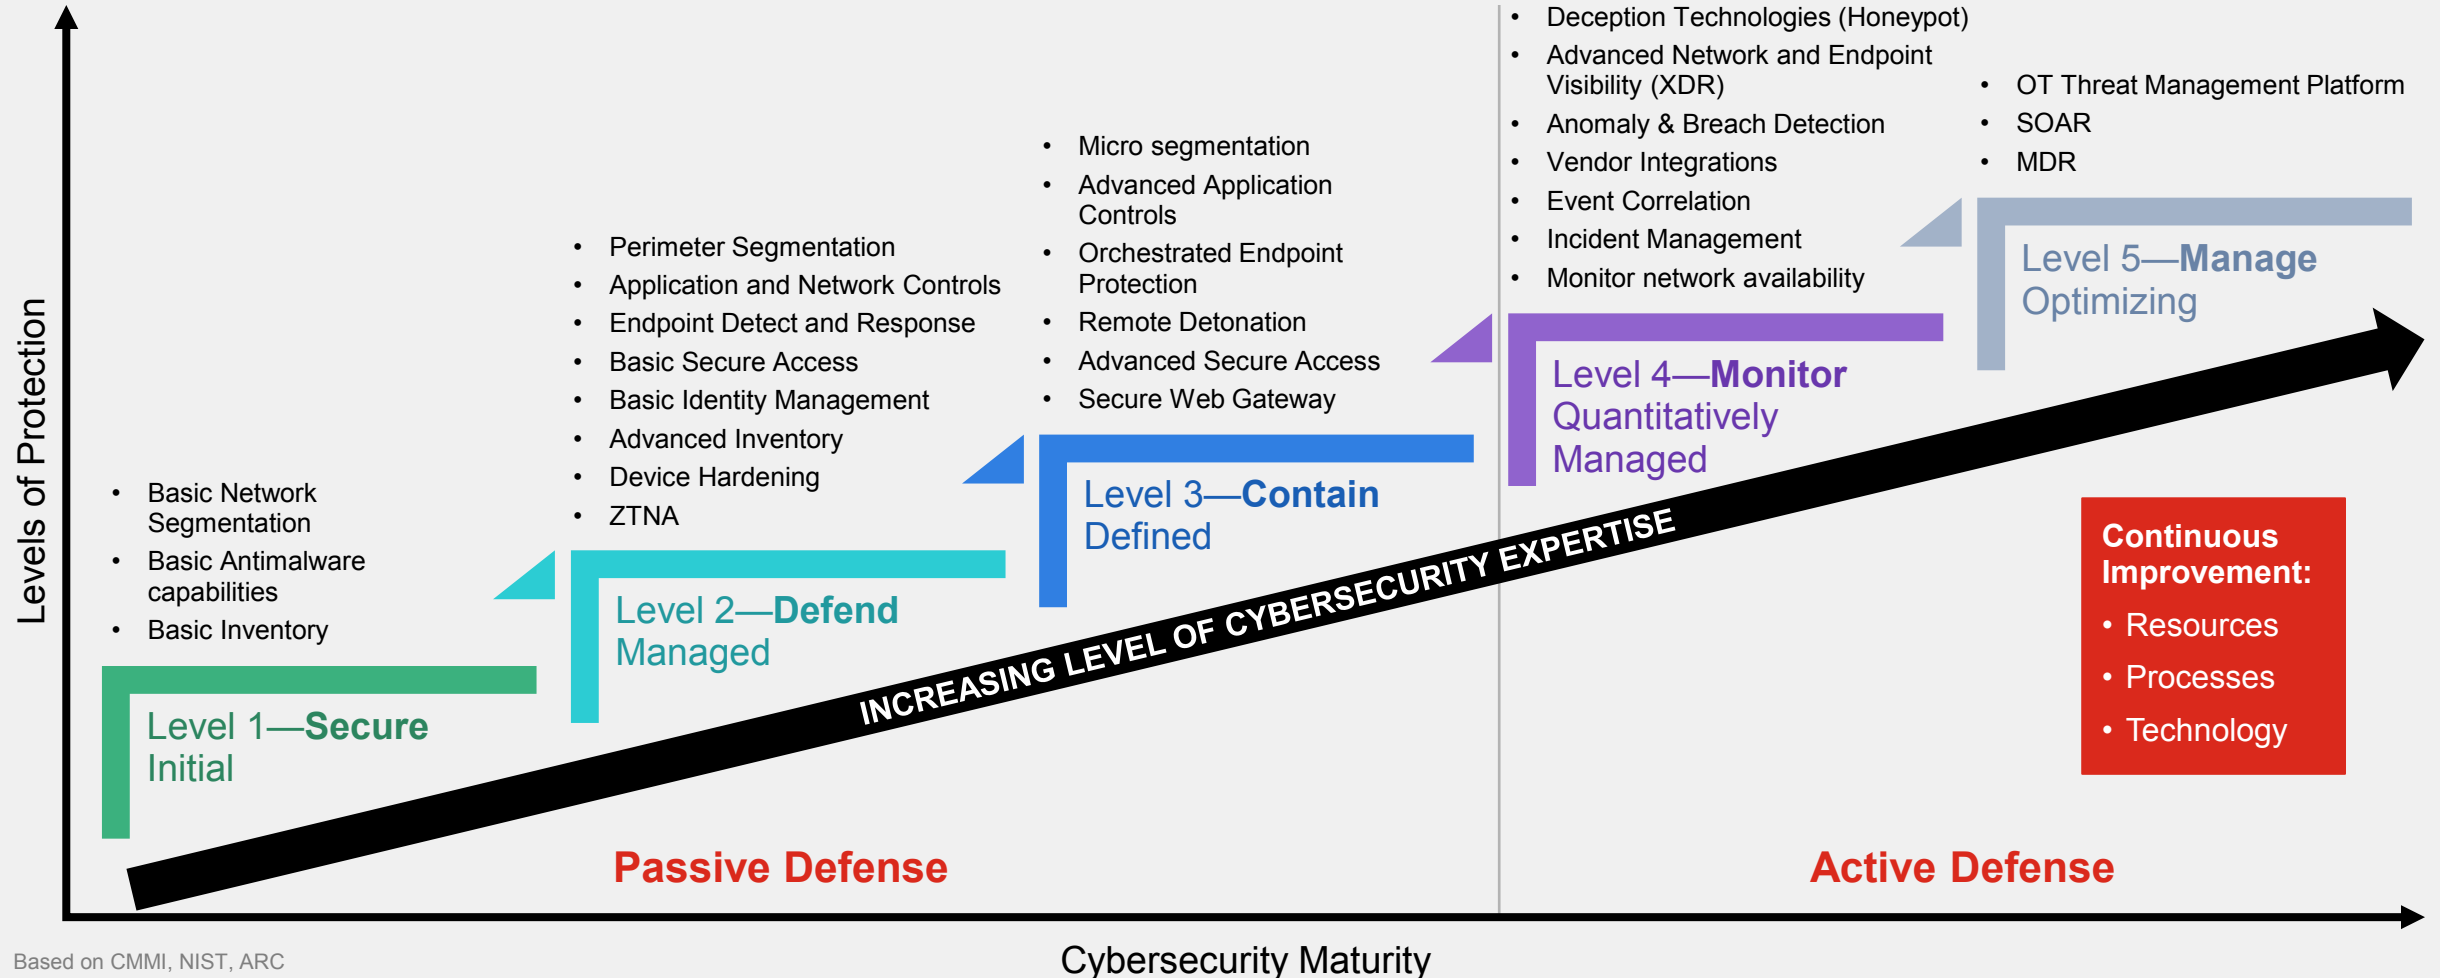 Levels of Protection
• Basic Network
Segmentation
• Basic Antimalware
capabilities
• Basic Inventory
Level 1—Secure
Initial
• Perimeter Segmentation
• Application and Network Controls
• Endpoint Detect and Response
• Basic Secure Access
• Basic Identity Management
• Advanced Inventory
• Device Hardening
• ZTNA
Level 2—Defend
Managed
• Micro segmentation
• Advanced Application
Controls
• Orchestrated Endpoint
Protection
• Remote Detonation
• Advanced Secure Access
• Secure Web Gateway
Level 3—Contain
Defined
• Deception Technologies (Honeypot)
• Advanced Network and Endpoint
Visibility (XDR)
• Anomaly & Breach Detection
• Vendor Integrations
• Event Correlation
• Incident Management
• Monitor network availability
Level 4—Monitor
Quantitatively
Managed
• OT Threat Management Platform
• SOAR
• MDR
Level 5—Manage
Optimizing
INCREASING LEVEL OF CYBERSECURITY EXPERTISE
Continuous
Improvement:
• Resources
• Processes
• Technology
Passive Defense
Active Defense
Cybersecurity Maturity
Based on CMMI, NIST, ARC